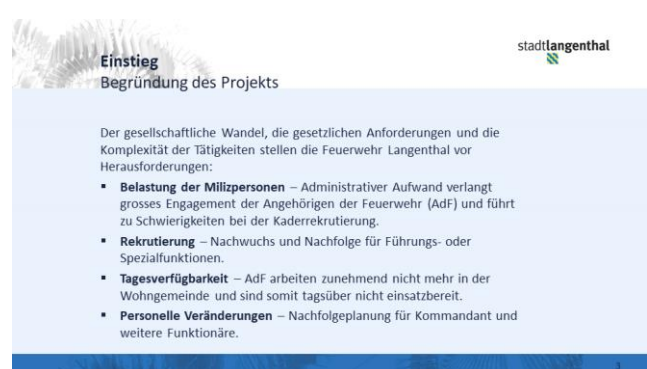 Einstieg
Begründung des Projekts
stadtlangenthal
Der gesellschaftliche Wandel, die gesetzlichen Anforderungen und die
Komplexität der Tätigkeiten stellen die Feuerwehr Langenthal vor
Herausforderungen:
▪ Belastung der Milizpersonen – Administrativer Aufwand verlangt
grosses Engagement der Angehörigen der Feuerwehr (AdF) und führt
zu Schwierigkeiten bei der Kaderrekrutierung.
▪ Rekrutierung – Nachwuchs und Nachfolge für Führungs- oder
Spezialfunktionen.
▪ Tagesverfügbarkeit – AdF arbeiten zunehmend nicht mehr in der
Wohngemeinde und sind somit tagsüber nicht einsatzbereit.
▪ Personelle Veränderungen – Nachfolgeplanung für Kommandant und
weitere Funktionäre.
3